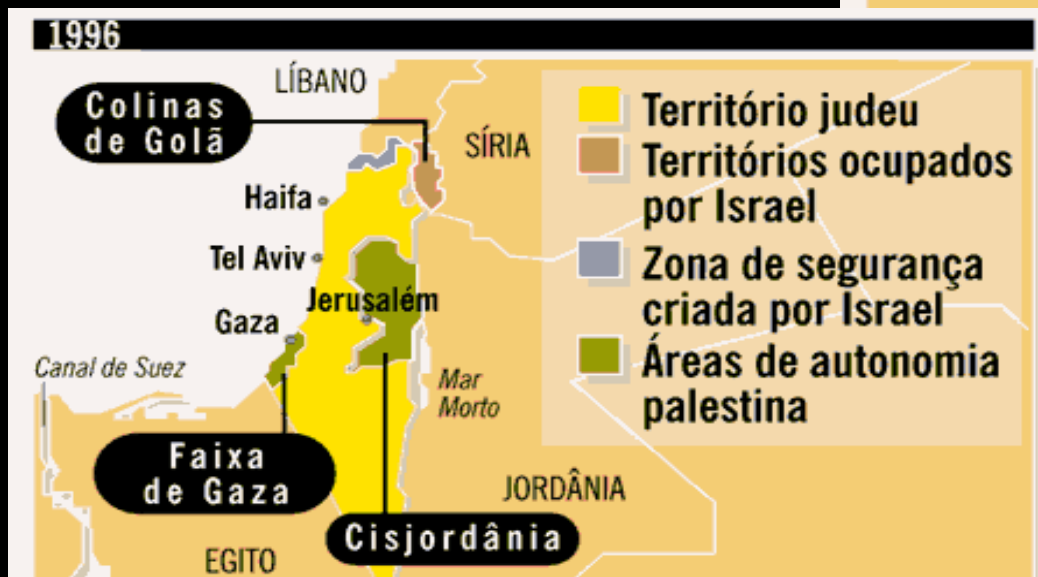 1996
LÍBANO
Colinas
de Golã
SÍRIA
Haifa
Tel Aviv
Jerusalém
Gaza
Canal de Suez
Mar
Morto
Faixa
de Gaza
JORDÂNIA
Cisjordânia
EGITO
Território judeu
Territórios ocupados
por Israel
Zona de segurança
criada por Israel
Áreas de autonomia
palestina